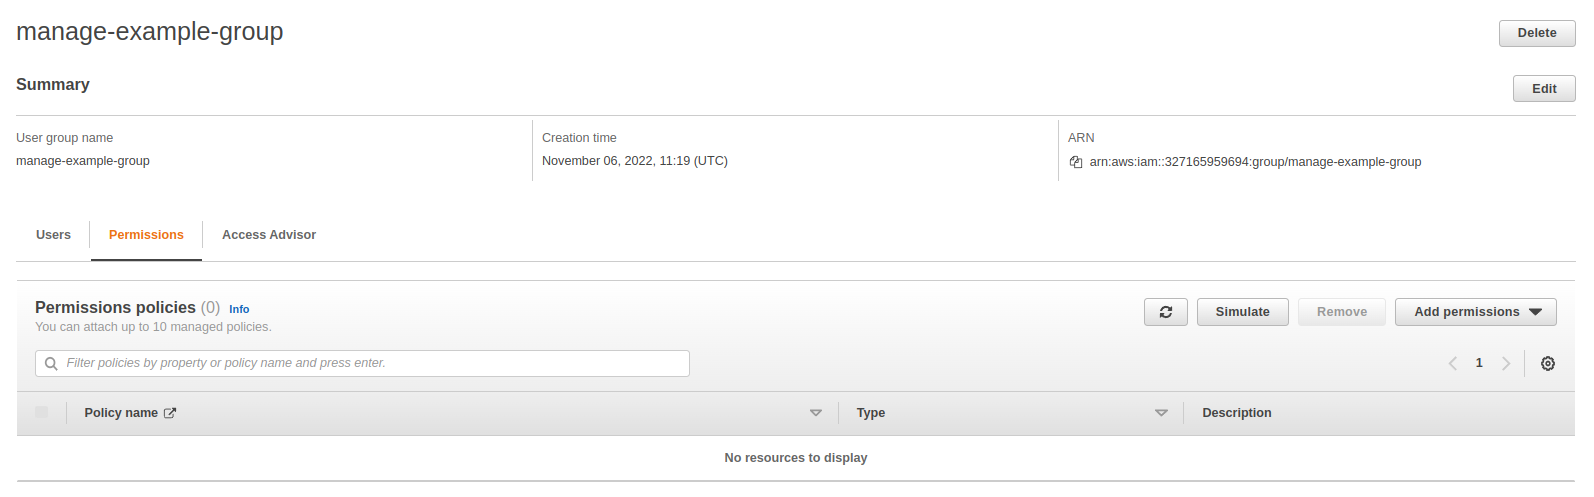 manage-example-group
Delete
Summary
Edit
User group name
manage-example-group
Creation time
November 06, 2022, 11:19 (UTC)
ARN
arn:aws:iam::327165959694:group/manage-example-group
Users
Permissions
Access Advisor
Permissions policies (0) Info
You can attach up to 10 managed policies.
Simulate
Remove
Add permissions
Filter policies by property or policy name and press enter.
1
Policy name
Type
Description
No resources to display